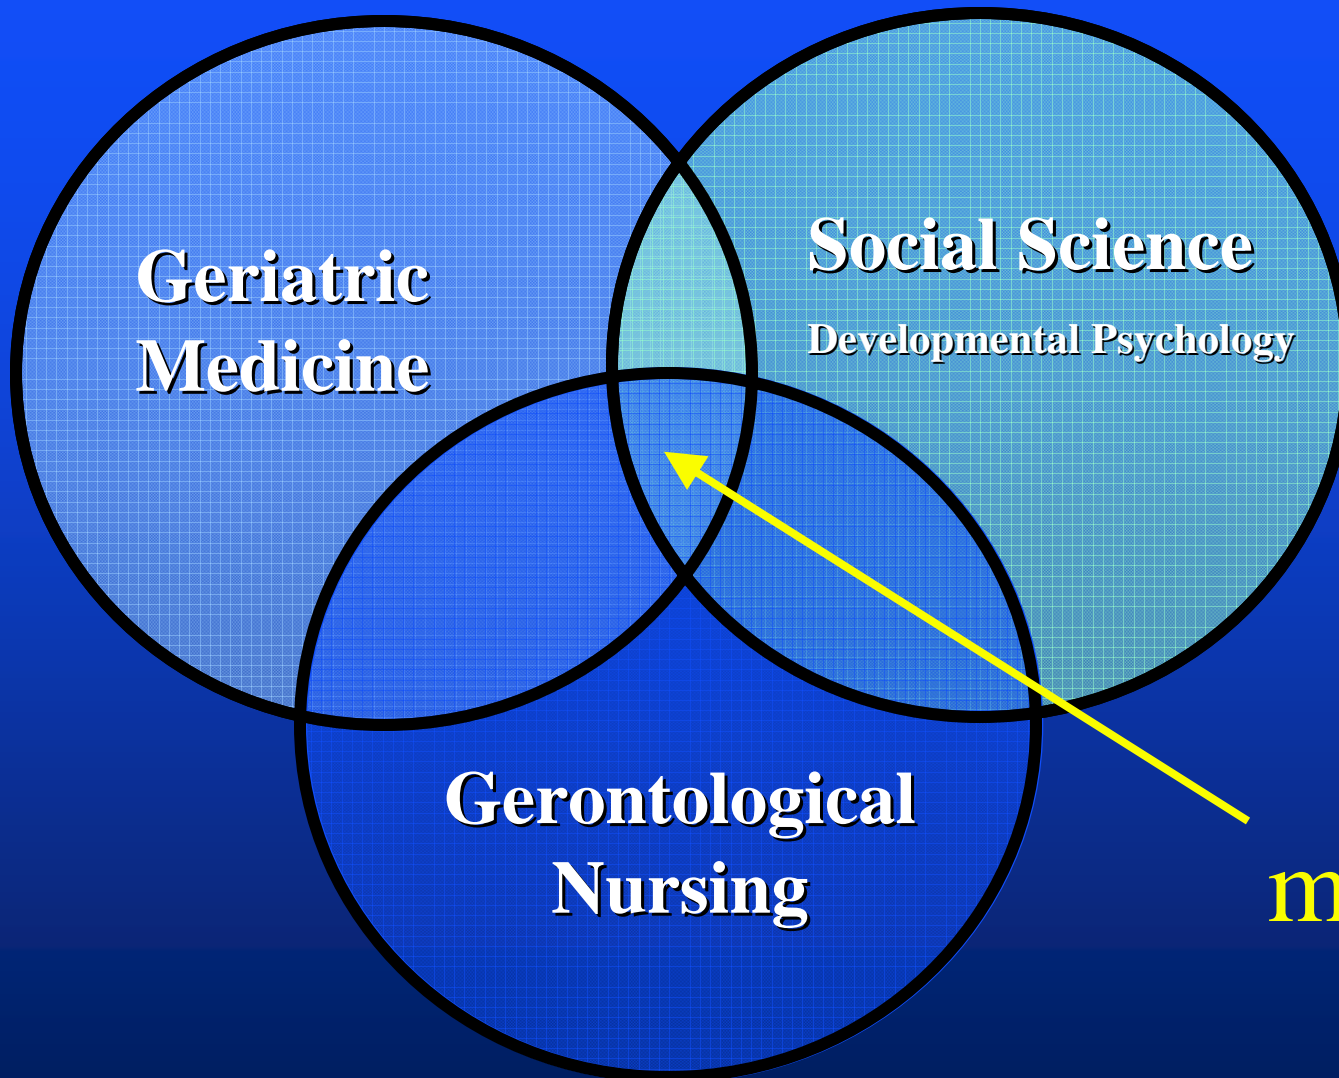 Geriatric
Medicine
Social Science
Developmental Psychology
Gerontological
Nursing
m